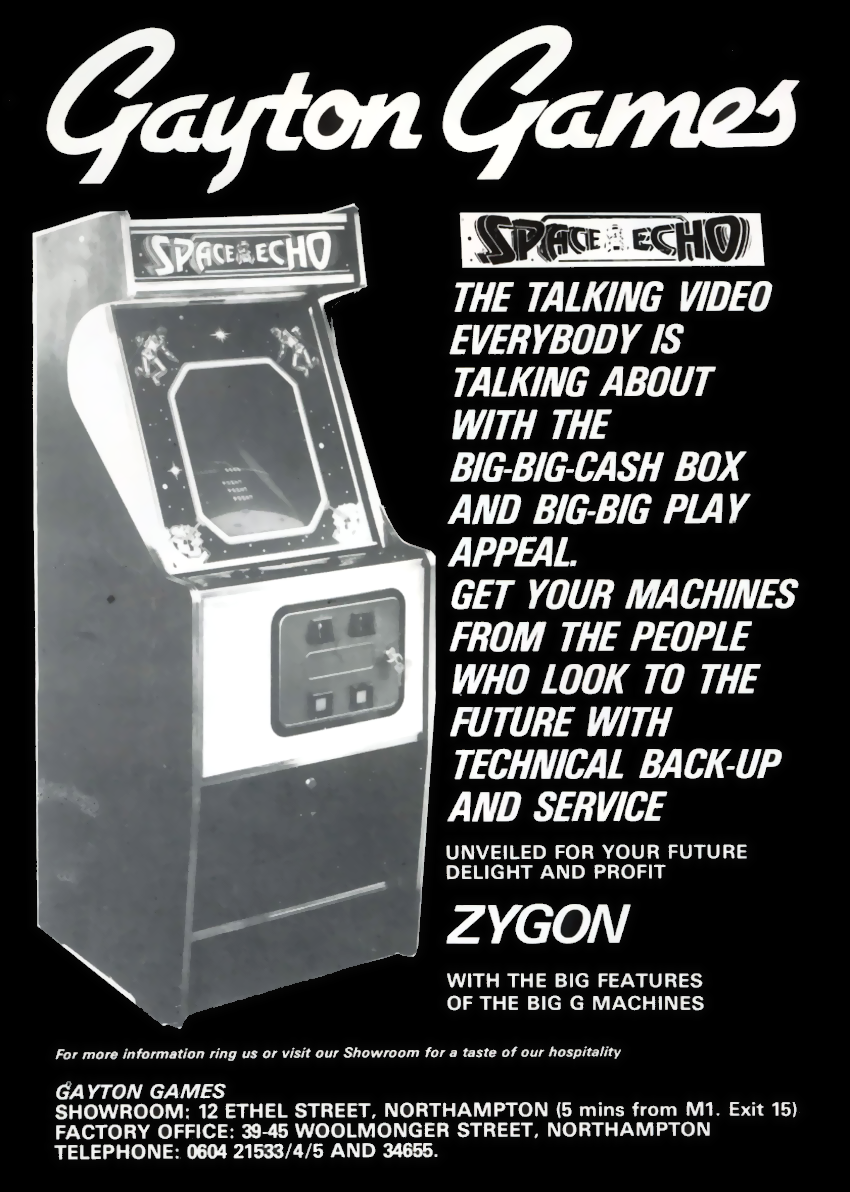 Gayton Games
SPACE ECHO
SPACE ECHO
THE TALKING VIDEO
EVERYBODY IS
TALKING ABOUT
WITH THE
BIG-BIG-CASH BOX
AND BIG-BIG PLAY
APPEAL.
GET YOUR MACHINES
FROM THE PEOPLE
WHO LOOK TO THE
FUTURE WITH
TECHNICAL BACK-UP
AND SERVICE
UNVEILED FOR YOUR FUTURE
DELIGHT AND PROFIT
ZYGON
WITH THE BIG FEATURES
OF THE BIG G MACHINES
For more information ring us or visit our Showroom for a taste of our hospitality
GAYTON GAMES
SHOWROOM: 12 ETHEL STREET, NORTHAMPTON (5 mins from M1. Exit 15)
FACTORY OFFICE: 39-45 WOOLMONGER STREET, NORTHAMPTON
TELEPHONE: 0604 21533/4/5 AND 34655.